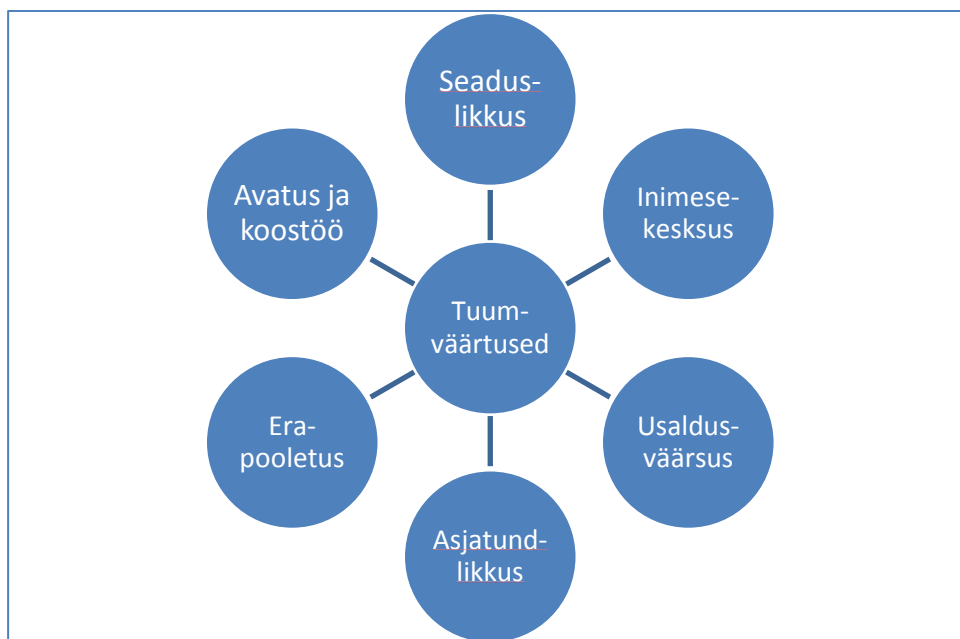 Seadus-
likkus
Avatus ja
koostöö
Inimese-
kesksus
Tuum-
väärtused
Era-
pooletus
Usaldus-
väärsus
Asjatund-
likkus